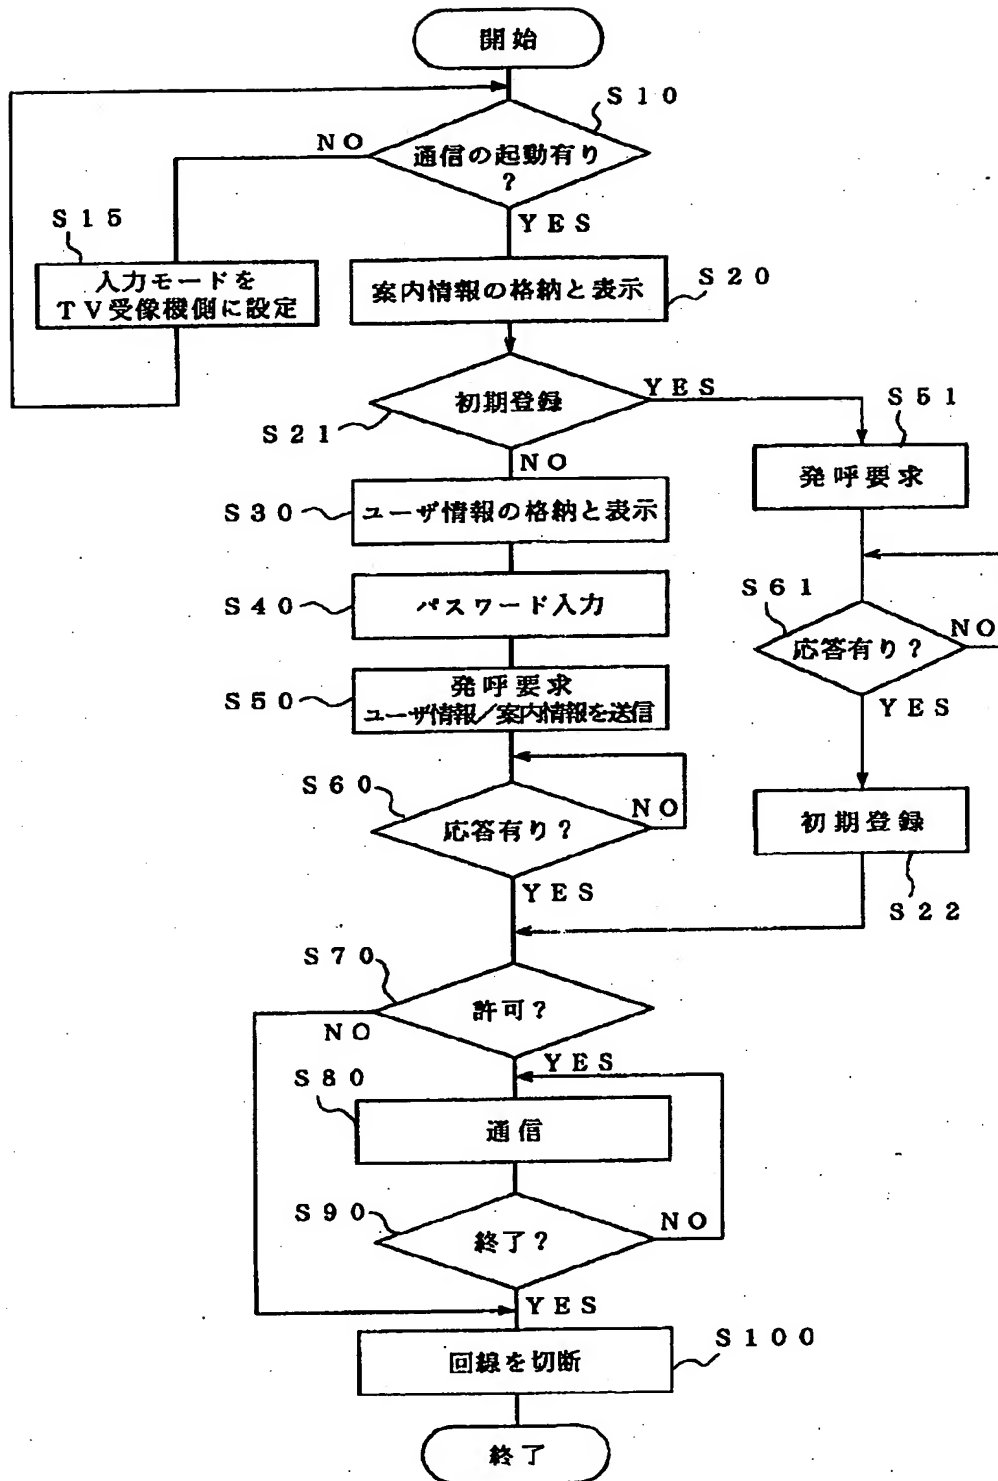 開始
S10
通信の起動有り
?
NO
YES
S15
入力モードを
TV受像機側に設定
案内情報の格納と表示
S20
初期登録
YES
S21
NO
S51
発呼要求
S30
ユーザ情報の格納と表示
S40
パスワード入力
S61
応答有り?
NO
YES
S50
発呼要求
ユーザ情報/案内情報を送信
S60
応答有り?
NO
YES
初期登録
S22
S70
許可?
NO
YES
S80
通信
S90
終了?
NO
YES
回線を切断
S100
終了